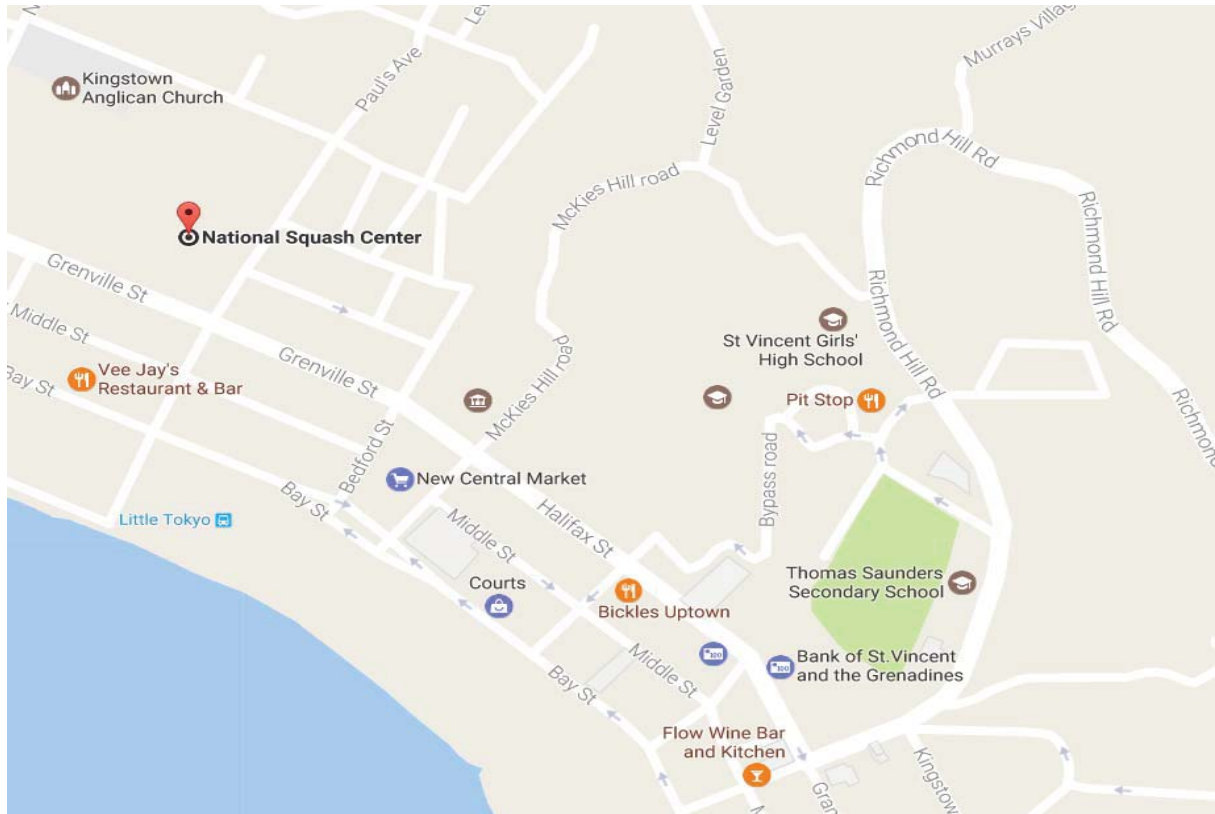 Kingstown
Anglican Church
Paul's Ave
Murrays Villag
Level Garden
Richmond Hill Rd
McKies Hill road
National Squash Center
Grenville St
Richmond Hill Rd
Middle St
St Vincent Girls'
High School
Richmond Hill Rd
Vee Jay's
Restaurant & Bar
Bay St
Grenville St
McKies Hill road
Pit Stop
Richmond
Bedford St
New Central Market
Bypass road
Bay St
Little Tokyo
Middle St
Halifax St
Courts
Bickles Uptown
Thomas Saunders
Secondary School
Bank of St.Vincent
and the Grenadines
Middle St
Bay St
Flow Wine Bar
and Kitchen
Kingstow
Gran